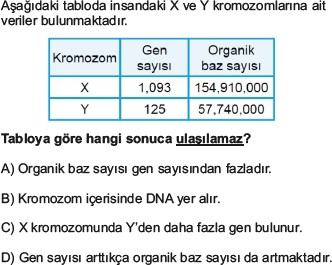 Aşağıdaki tabloda insandaki X ve Y kromozomlarına ait
veriler bulunmaktadır.
Kromozom Gen sayısı Organik baz sayısı
X 1,093 154,910,000
Y 125 57,740,000
Tabloya göre hangi sonuca ulaşılamaz?
A) Organik baz sayısı gen sayısından fazladır.
B) Kromozom içerisinde DNA yer alır.
C) X kromozomunda Y'den daha fazla gen bulunur.
D) Gen sayısı arttıkça organik baz sayısı da artmaktadır.